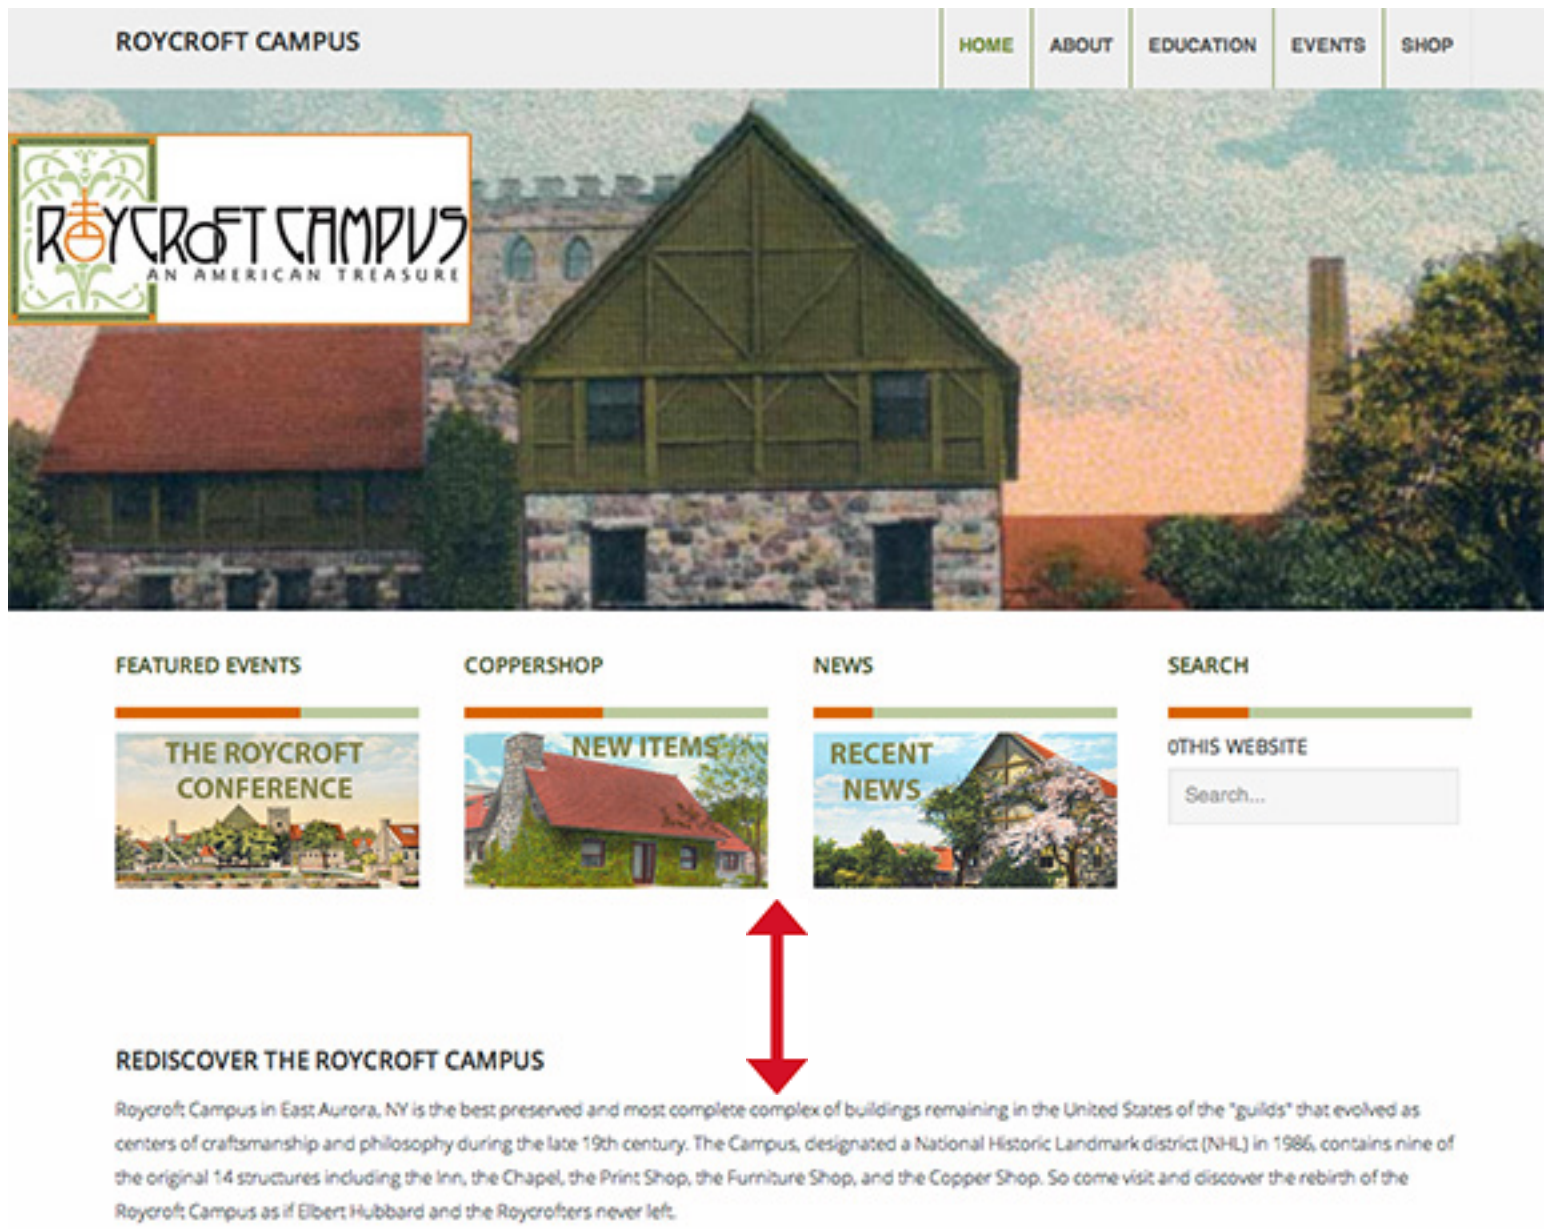 ROYCROFT CAMPUS
HOME ABOUT EDUCATION EVENTS SHOP
ROYCROFT CAMPUS
AN AMERICAN TREASURE
FEATURED EVENTS
COPPERSHOP
NEWS
SEARCH
THE ROYCROFT
CONFERENCE
NEW ITEMS
RECENT
NEWS
0THIS WEBSITE
Search...
REDISCOVER THE ROYCROFT CAMPUS
Roycroft Campus in East Aurora, NY is the best preserved and most complete complex of buildings remaining in the United States of the "guilds" that evolved as
centers of craftsmanship and philosophy during the late 19th century. The Campus, designated a National Historic Landmark district (NHL) in 1986, contains nine of
the original 14 structures including the Inn, the Chapel, the Print Shop, the Furniture Shop, and the Copper Shop. So come visit and discover the rebirth of the
Roycroft Campus as if Elbert Hubbard and the Roycrofters never left.